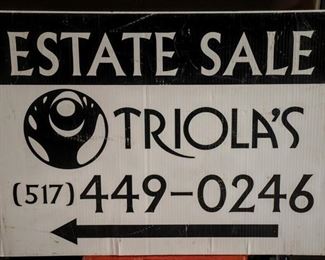 ESTATE SALE
TRIOLA'S
(517) 449-0246